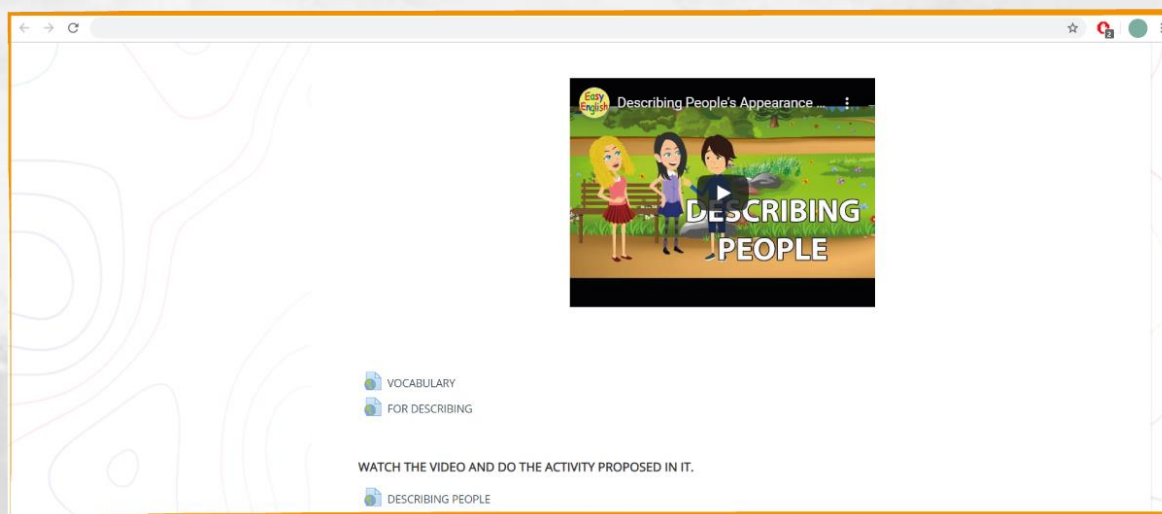 2
Easy
English
Describing People's Appearance ...
DESCRIBING
PEOPLE
VOCABULARY
FOR DESCRIBING
WATCH THE VIDEO AND DO THE ACTIVITY PROPOSED IN IT.
DESCRIBING PEOPLE